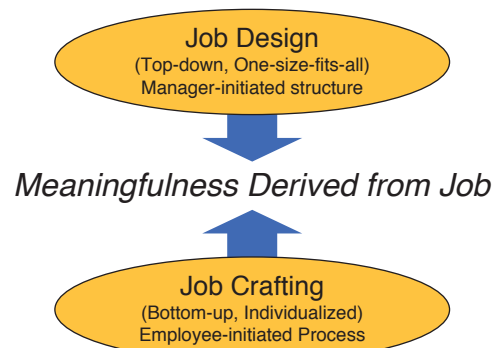 Job Design
(Top-down, One-size-fits-all)
Manager-initiated structure
Meaningfulness Derived from Job
Job Crafting
(Bottom-up, Individualized)
Employee-initiated Process